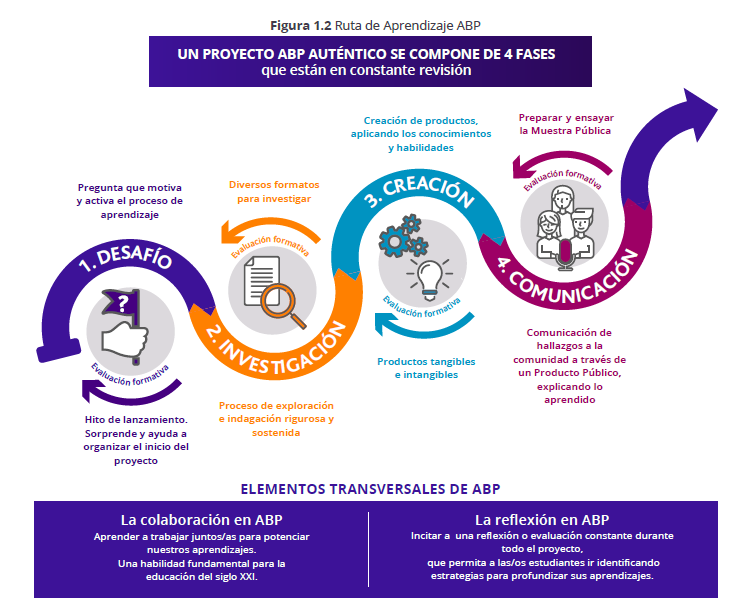 Figura 1.2 Ruta de Aprendizaje ABP
UN PROYECTO ABP AUTÉNTICO SE COMPONE DE 4 FASES
que están en constante revisión
Pregunta que motiva
y activa el proceso de
aprendizaje
1. DESAFÍO
?
Evaluación formativa
Hito de lanzamiento.
Sorprende y ayuda a
organizar el inicio del
proyecto
Diversos formatos
para investigar
Evaluación formativa
2. INVESTIGACIÓN
Proceso de exploración
e indagación rigurosa y
sostenida
Creación de productos,
aplicando los conocimientos
y habilidades
3. CREACIÓN
Evaluación formativa
Productos tangibles
e intangibles
Preparar y ensayar
la Muestra Pública
Evaluación formativa
4. COMUNICACIÓN
Comunicación de
hallazgos a la
comunidad a través de
un Producto Público,
explicando lo
aprendido
ELEMENTOS TRANSVERSALES DE ABP
La colaboración en ABP
Aprender a trabajar juntos/as para potenciar
nuestros aprendizajes.
Una habilidad fundamental para la
educación del siglo XXI.
La reflexión en ABP
Incitar a una reflexión o evaluación constante durante
todo el proyecto,
que permita a las/os estudiantes ir identificando
estrategias para profundizar sus aprendizajes.